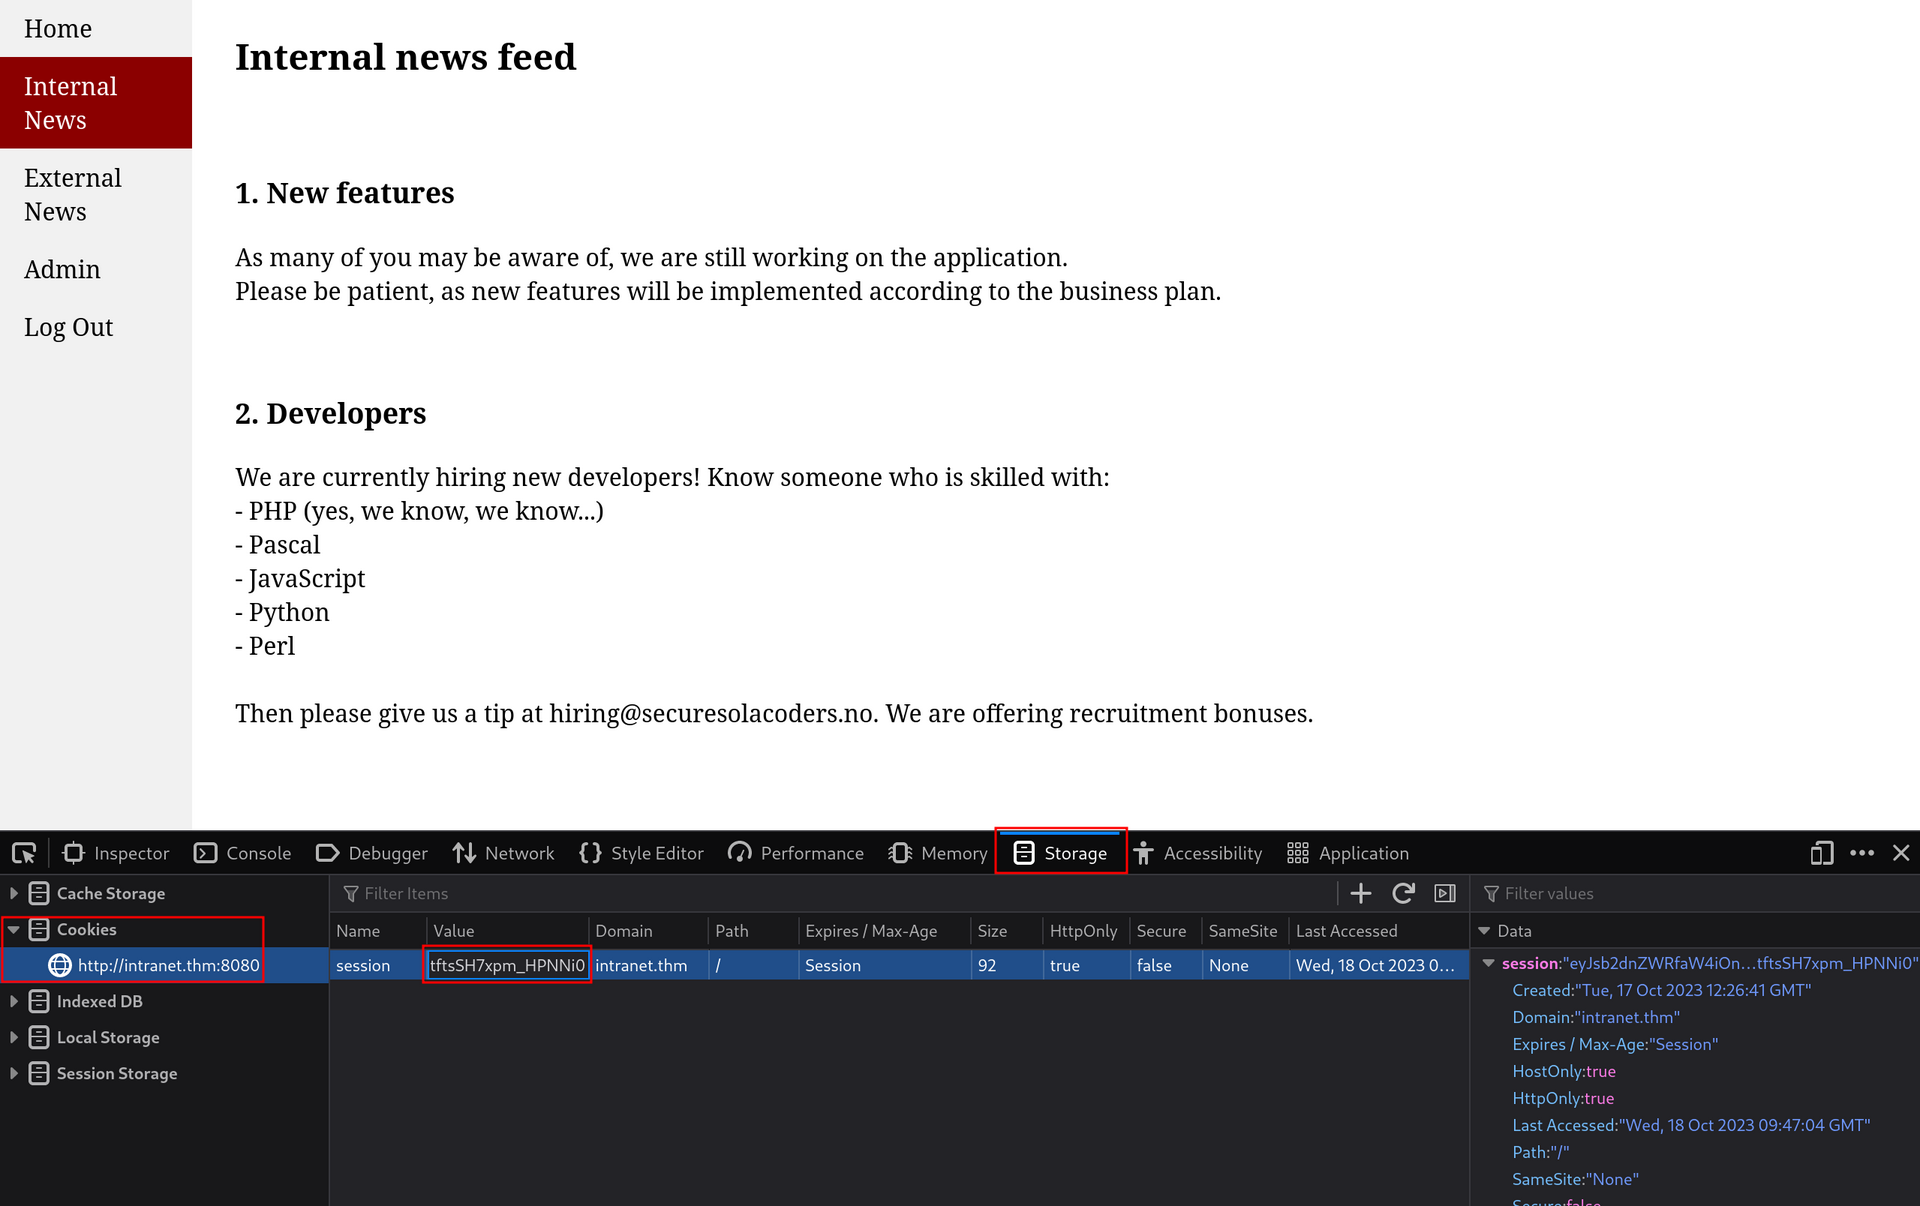 Home
Internal
News
External
News
Admin
Log Out
Internal news feed
1. New features
As many of you may be aware of, we are still working on the application.
Please be patient, as new features will be implemented according to the business plan.
2. Developers
We are currently hiring new developers! Know someone who is skilled with:
- PHP (yes, we know, we know...)
- Pascal
- JavaScript
- Python
- Perl
Then please give us a tip at hiring@securesolacoders.no. We are offering recruitment bonuses.
Inspector Console Debugger Network Style Editor Performance Memory Storage Accessibility Application
Cache Storage
Cookies
http://intranet.thm:8080
Indexed DB
Local Storage
Session Storage
Filter Items
Name Value Domain Path Expires / Max-Age Size HttpOnly Secure SameSite Last Accessed
session tftsSH7xpm_HPNNi0 intranet.thm / Session 92 true false None Wed, 18 Oct 2023 0...
Filter values
Data
session:"eyJsb2dnZWRfaW4iOn...tftsSH7xpm_HPNNi0"
Created:"Tue, 17 Oct 2023 12:26:41 GMT"
Domain:"intranet.thm"
Expires / Max-Age:"Session"
HostOnly:true
HttpOnly:true
Last Accessed:"Wed, 18 Oct 2023 09:47:04 GMT"
Path:"/"
SameSite:"None"
Secure:false